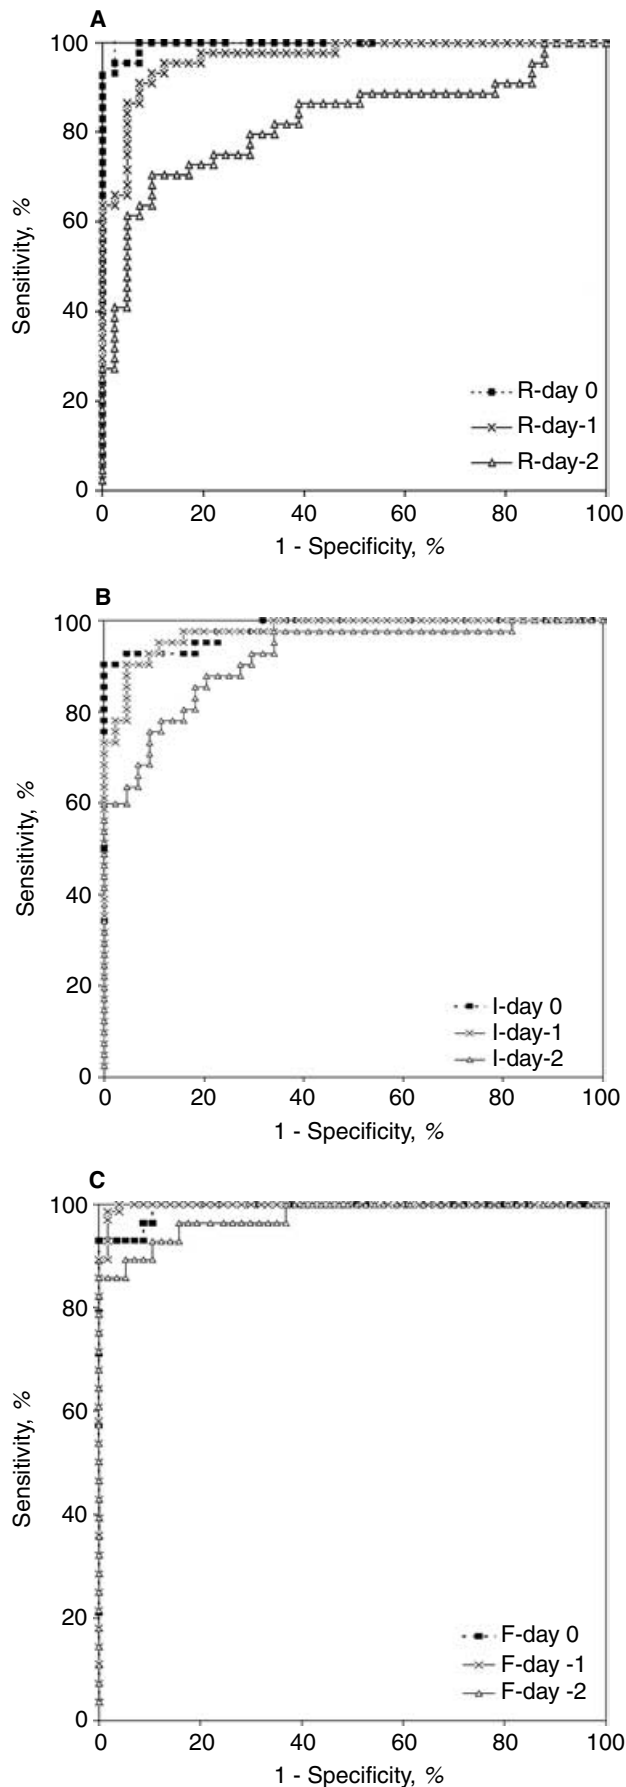 A
100
80
60
40
20
0
Sensitivity, %
R-day 0
R-day-1
R-day-2
0 20 40 60 80 100
1 - Specificity, %
B
100
80
60
40
20
0
Sensitivity, %
I-day 0
I-day-1
I-day-2
0 20 40 60 80 100
1 - Specificity, %
C
100
80
60
40
20
0
Sensitivity, %
F-day 0
F-day -1
F-day -2
0 20 40 60 80 100
1 - Specificity, %